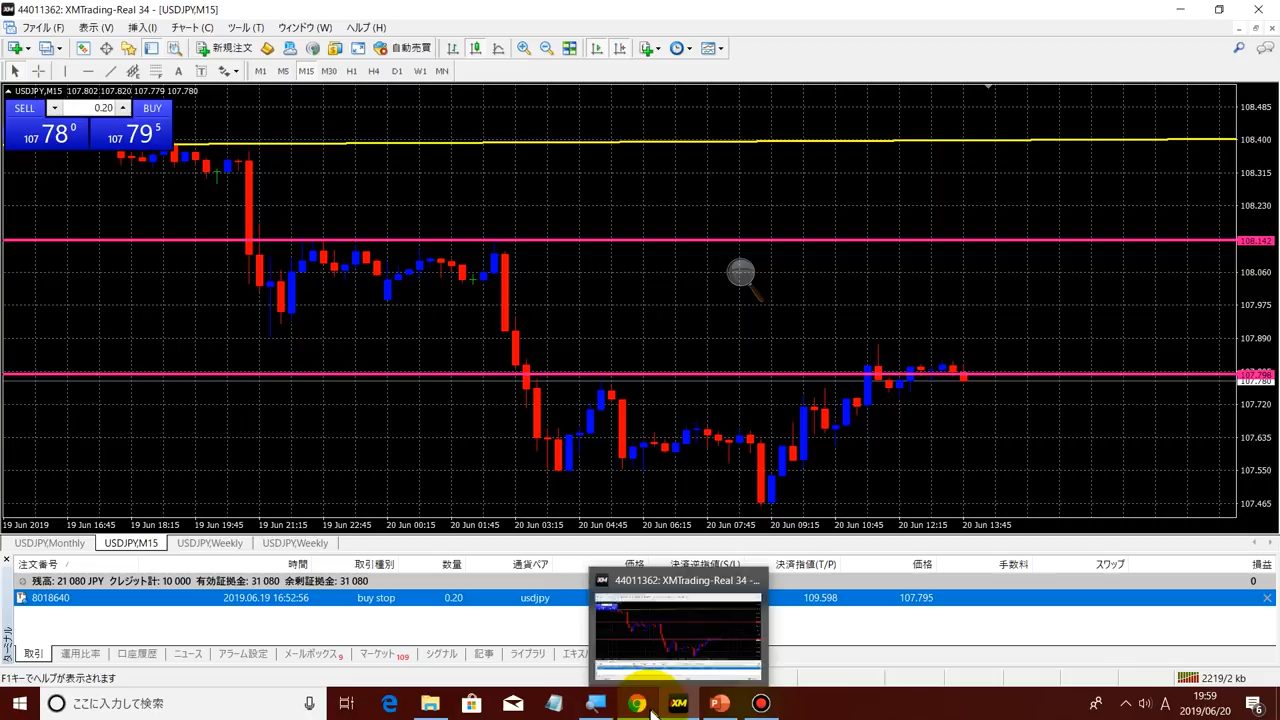 44011362: XMTrading-Real 34 - [USDJPY,M15]
ファイル (F) 表示 (V) 挿入(I) チャート (C) ツール (T) ウィンドウ (W) ヘルプ (H)
新規注文 自動売買
A T M1 M5 M15 M30 H1 H4 D1 W1 MN
USDJPY,M15 107.802 107.820 107.779 107.780
SELL 0.20 BUY
107 78 0 107 79 5
108.485
108.400
108.315
108.230
108.142
108.060
107.975
107.890
107.798
107.780
107.720
107.635
107.550
107.465
19 Jun 2019 19 Jun 16:45 19 Jun 18:15 19 Jun 19:45 19 Jun 21:15 19 Jun 22:45 20 Jun 00:15 20 Jun 01:45 20 Jun 03:15 20 Jun 04:45 20 Jun 06:15 20 Jun 07:45 20 Jun 09:15 20 Jun 10:45 20 Jun 12:15 20 Jun 13:45
USDJPY,Monthly USDJPY,M15 USDJPY,Weekly USDJPY,Weekly
注文番号 時間 取引種別 数量 通貨ペア 価格 決済逆指値(S/L) 決済指値(T/P) 価格 手数料 スワップ 損益
残高: 21 080 JPY クレジット計: 10 000 有効証拠金: 31 080 余剰証拠金: 31 080 0
8018640 2019.06.19 16:52:56 buy stop 0.20 usdjpy 109.598 107.795
XM 44011362: XMTrading-Real 34 -...
取引 運用比率 口座履歴 ニュース アラーム設定 メールボックス 9 マーケット 109 シグナル 記事 ライブラリ エキス
F1キーでヘルプが表示されます 2219/2 kb
ここに入力して検索 XM A 19:59
2019/06/20 6